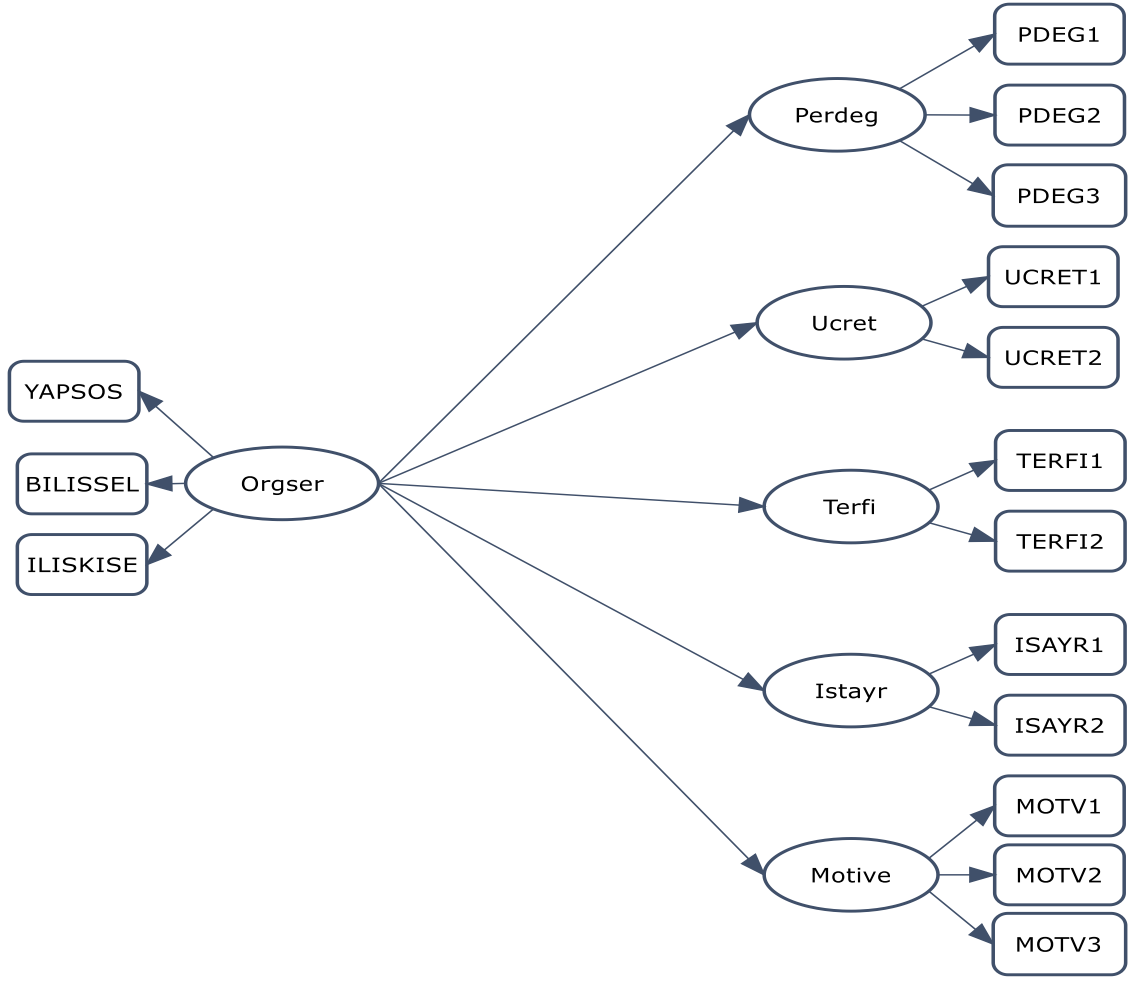 YAPSOS
BILISSEL
ILISKISE
Orgser
Perdeg
PDEG1
PDEG2
PDEG3
Ucret
UCRET1
UCRET2
Terfi
TERFI1
TERFI2
Istayr
ISAYR1
ISAYR2
Motive
MOTV1
MOTV2
MOTV3